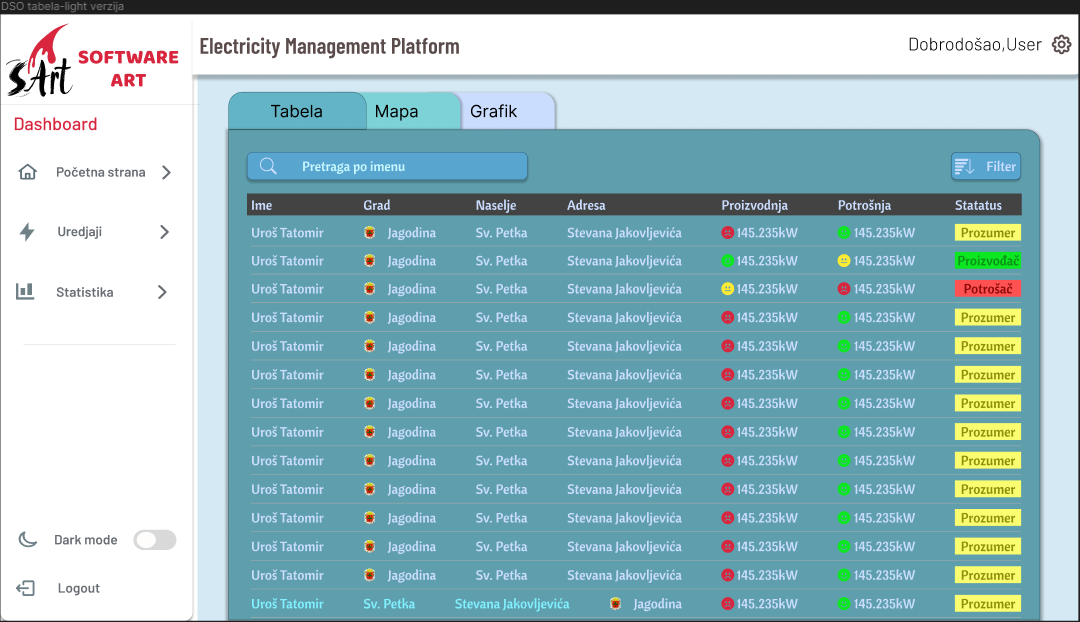 DSO tabela-light verzija
SArt SOFTWARE ART
Electricity Management Platform
Dobrodošao,User
Dashboard
Početna strana
Uredjaji
Statistika
Dark mode
Logout
Tabela Mapa Grafik
Pretraga po imenu Filter
Ime Grad Naselje Adresa Proizvodnja Potrošnja Statatus
Uroš Tatomir Jagodina Sv. Petka Stevana Jakovljevića 145.235kW 145.235kW Prozumer
Uroš Tatomir Jagodina Sv. Petka Stevana Jakovljevića 145.235kW 145.235kW Proizvođač
Uroš Tatomir Jagodina Sv. Petka Stevana Jakovljevića 145.235kW 145.235kW Potrošač
Uroš Tatomir Jagodina Sv. Petka Stevana Jakovljevića 145.235kW 145.235kW Prozumer
Uroš Tatomir Jagodina Sv. Petka Stevana Jakovljevića 145.235kW 145.235kW Prozumer
Uroš Tatomir Jagodina Sv. Petka Stevana Jakovljevića 145.235kW 145.235kW Prozumer
Uroš Tatomir Jagodina Sv. Petka Stevana Jakovljevića 145.235kW 145.235kW Prozumer
Uroš Tatomir Jagodina Sv. Petka Stevana Jakovljevića 145.235kW 145.235kW Prozumer
Uroš Tatomir Jagodina Sv. Petka Stevana Jakovljevića 145.235kW 145.235kW Prozumer
Uroš Tatomir Jagodina Sv. Petka Stevana Jakovljevića 145.235kW 145.235kW Prozumer
Uroš Tatomir Jagodina Sv. Petka Stevana Jakovljevića 145.235kW 145.235kW Prozumer
Uroš Tatomir Jagodina Sv. Petka Stevana Jakovljevića 145.235kW 145.235kW Prozumer
Uroš Tatomir Jagodina Sv. Petka Stevana Jakovljevića 145.235kW 145.235kW Prozumer
Uroš Tatomir Sv. Petka Stevana Jakovljevića Jagodina 145.235kW 145.235kW Prozumer